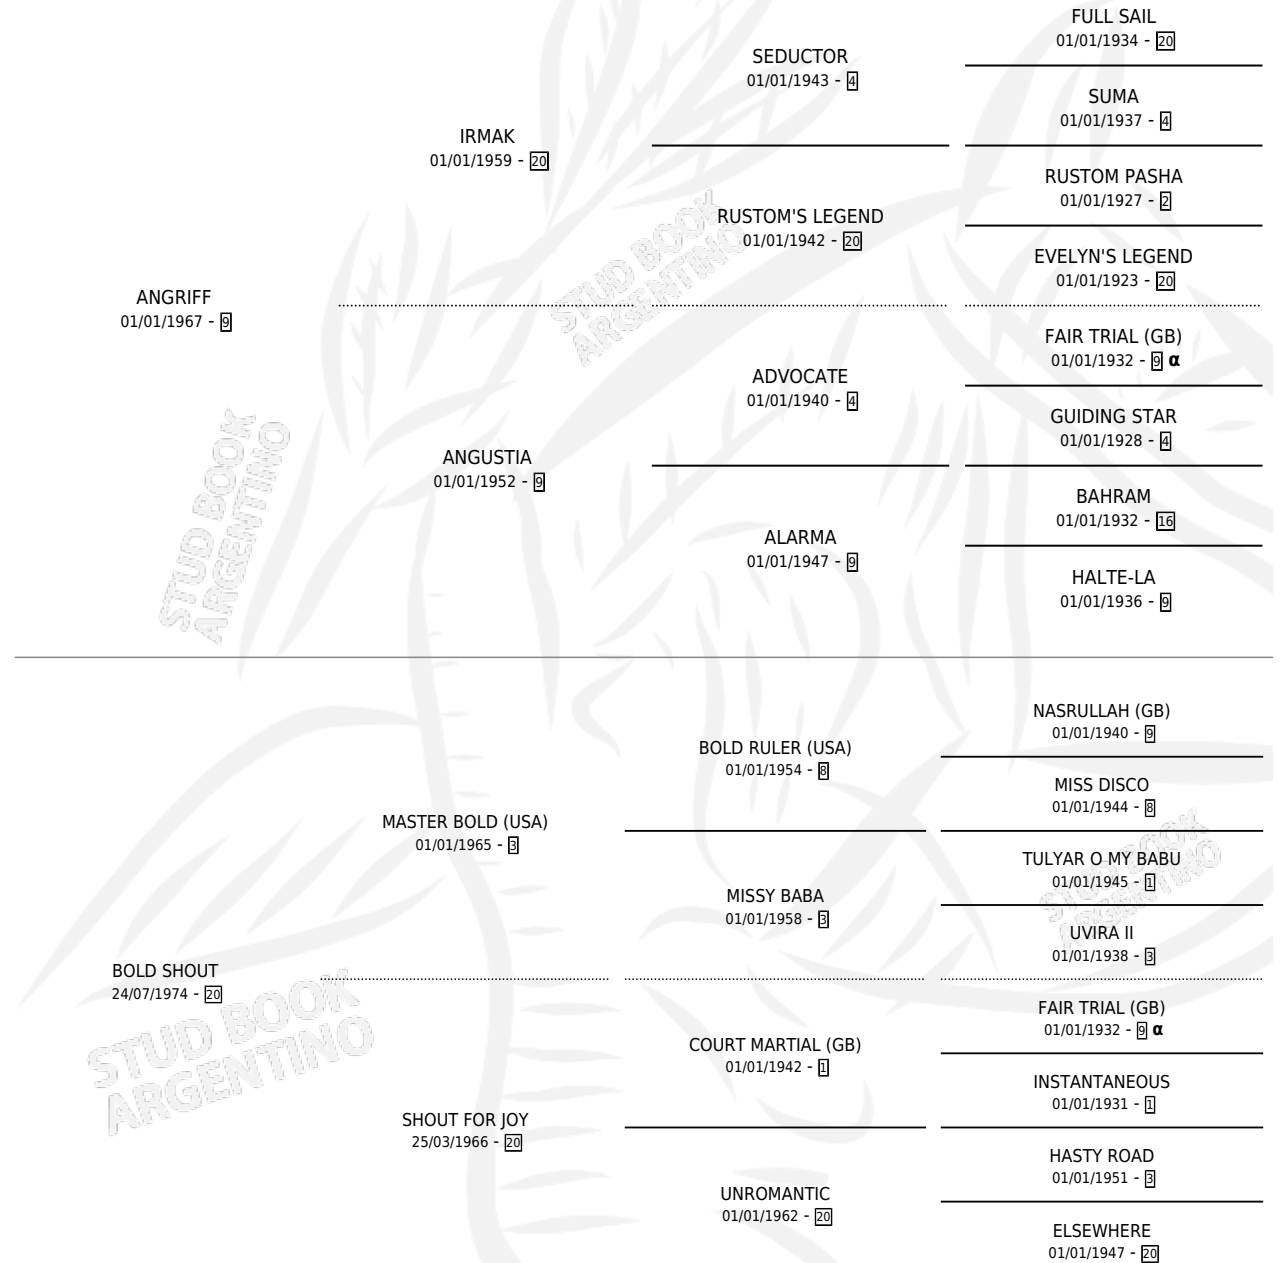 FULL SAIL
01/01/1934 - 20
SEDUCTOR
01/01/1943 - 4
SUMA
01/01/1937 - 4
IRMAK
01/01/1959 - 20
RUSTOM PASHA
01/01/1927 - 2
RUSTOM'S LEGEND
01/01/1942 - 20
EVELYN'S LEGEND
01/01/1923 - 20
ANGRIFF
01/01/1967 - 9
FAIR TRIAL (GB)
01/01/1932 - 9 α
ADVOCATE
01/01/1940 - 4
GUIDING STAR
01/01/1928 - 4
ANGUSTIA
01/01/1952 - 9
BAHRAM
01/01/1932 - 16
ALARMA
01/01/1947 - 9
HALTE-LA
01/01/1936 - 9
STUD BOOK
ARGENTINO
STUD BOOK
ARGENTINO
NASRULLAH (GB)
01/01/1940 - 9
BOLD RULER (USA)
01/01/1954 - 8
MISS DISCO
01/01/1944 - 8
MASTER BOLD (USA)
01/01/1965 - 3
TULYAR O MY BABU
01/01/1945 - 1
MISSY BABA
01/01/1958 - 3
UVIRA II
01/01/1938 - 3
BOLD SHOUT
24/07/1974 - 20
FAIR TRIAL (GB)
01/01/1932 - 9 α
COURT MARTIAL (GB)
01/01/1942 - 1
INSTANTANEOUS
01/01/1931 - 1
SHOUT FOR JOY
25/03/1966 - 20
HASTY ROAD
01/01/1951 - 3
UNROMANTIC
01/01/1962 - 20
ELSEWHERE
01/01/1947 - 20
STUD BOOK
ARGENTINO
STUD BOOK
ARGENTINO